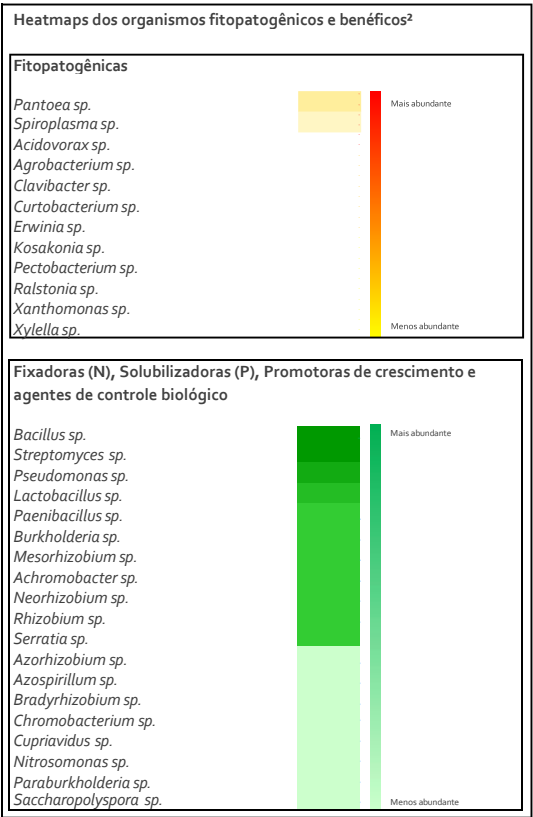 Heatmaps dos organismos fitopatogênicos e benéficos²
Fitopatogênicas
Pantoea sp.
Mais abundante
Spiroplasma sp.
Acidovorax sp.
Agrobacterium sp.
Clavibacter sp.
Curtobacterium sp.
Erwinia sp.
Kosakonia sp.
Pectobacterium sp.
Ralstonia sp.
Xanthomonas sp.
Xylella sp.
Menos abundante
Fixadoras (N), Solubilizadoras (P), Promotoras de crescimento e
agentes de controle biológico
Bacillus sp.
Mais abundante
Streptomyces sp.
Pseudomonas sp.
Lactobacillus sp.
Paenibacillus sp.
Burkholderia sp.
Mesorhizobium sp.
Achromobacter sp.
Neorhizobium sp.
Rhizobium sp.
Serratia sp.
Azorhizobium sp.
Azospirillum sp.
Bradyrhizobium sp.
Chromobacterium sp.
Cupriavidus sp.
Nitrosomonas sp.
Paraburkholderia sp.
Saccharopolyspora sp.
Menos abundante